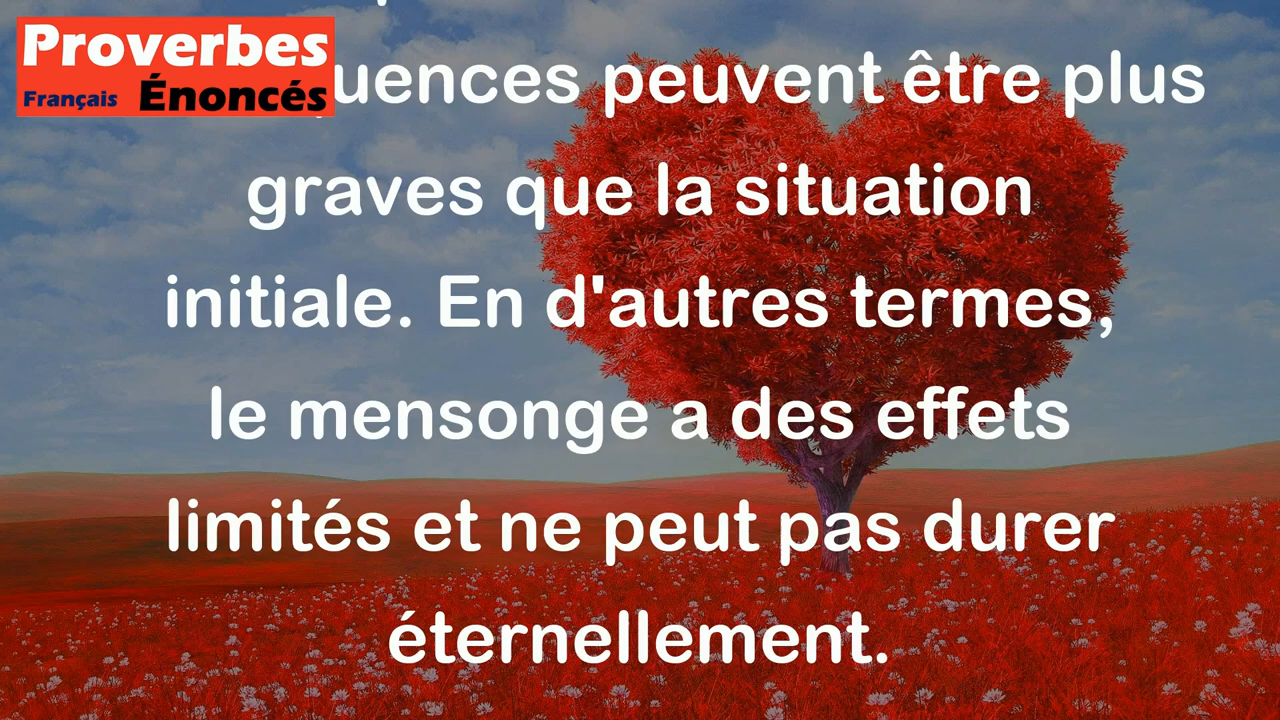 Proverbes
Français Énoncés
peuvent être plus
graves que la situation
initiale. En d'autres termes,
le mensonge a des effets
limités et ne peut pas durer
éternellement.